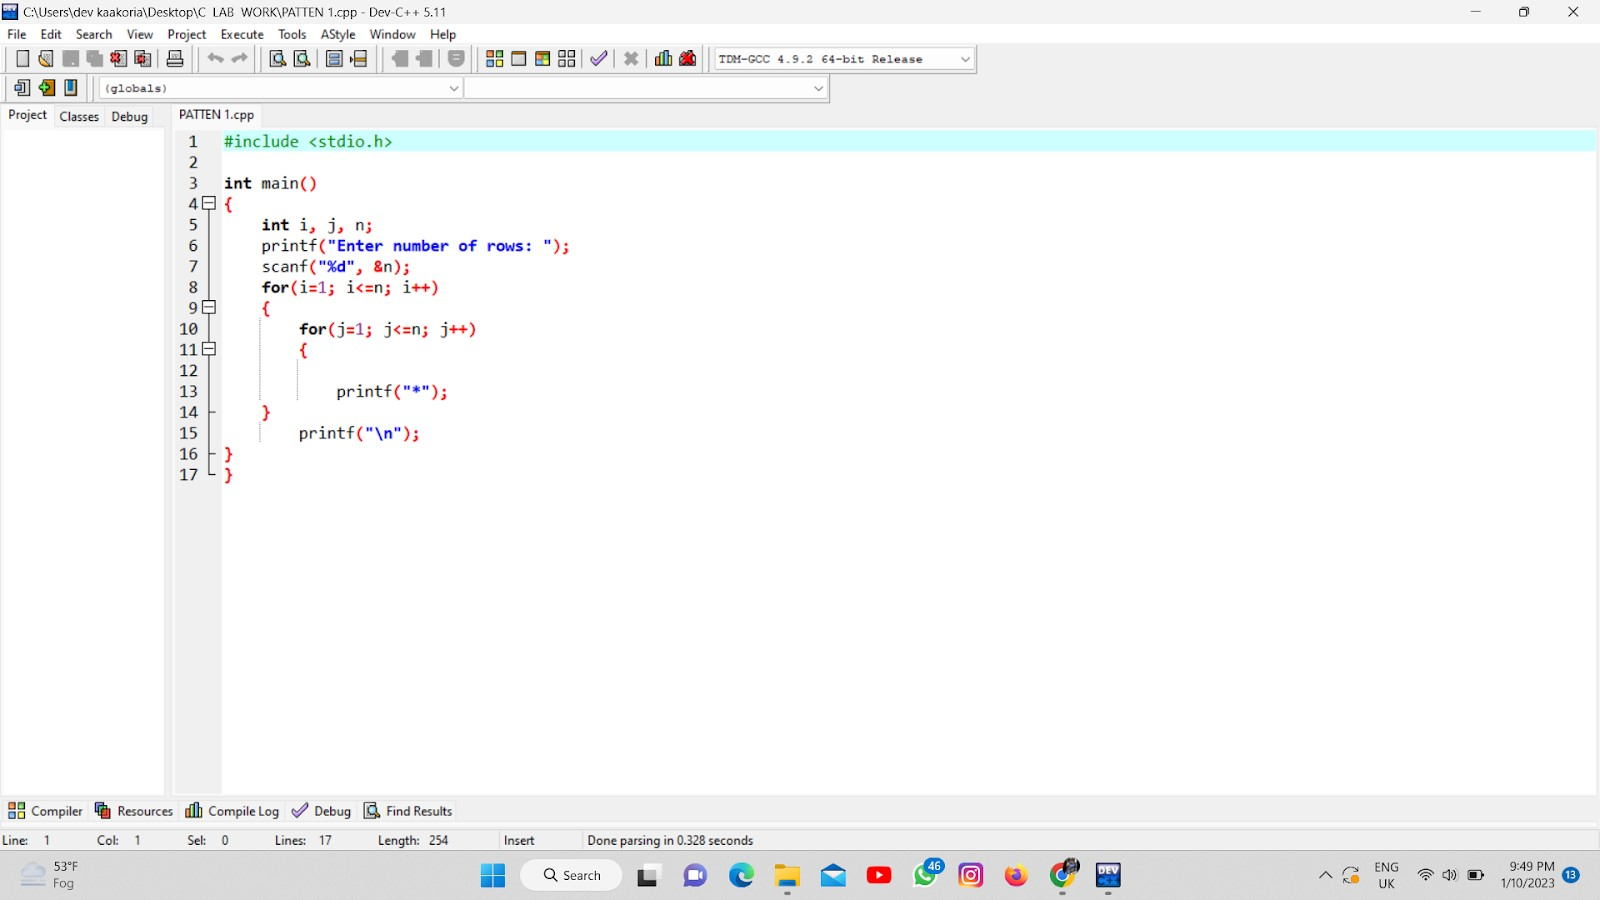 C:\Users\dev kaakoria\Desktop\C LAB WORK\PATTEN 1.cpp - Dev-C++ 5.11
File Edit Search View Project Execute Tools AStyle Window Help
TDM-GCC 4.9.2 64-bit Release
(globals)
Project Classes Debug PATTEN 1.cpp
1 #include <stdio.h>
2
3 int main()
4 {
5 int i, j, n;
6 printf("Enter number of rows: ");
7 scanf("%d", &n);
8 for(i=1; i<=n; i++)
9 {
10 for(j=1; j<=n; j++)
11 {
12
13 printf("*");
14 }
15 printf("\n");
16 }
17 }
Compiler Resources Compile Log Debug Find Results
Line: 1 Col: 1 Sel: 0 Lines: 17 Length: 254 Insert Done parsing in 0.328 seconds
53°F
Fog
Search
46
DEV
ENG
UK
9:49 PM
1/10/2023
13